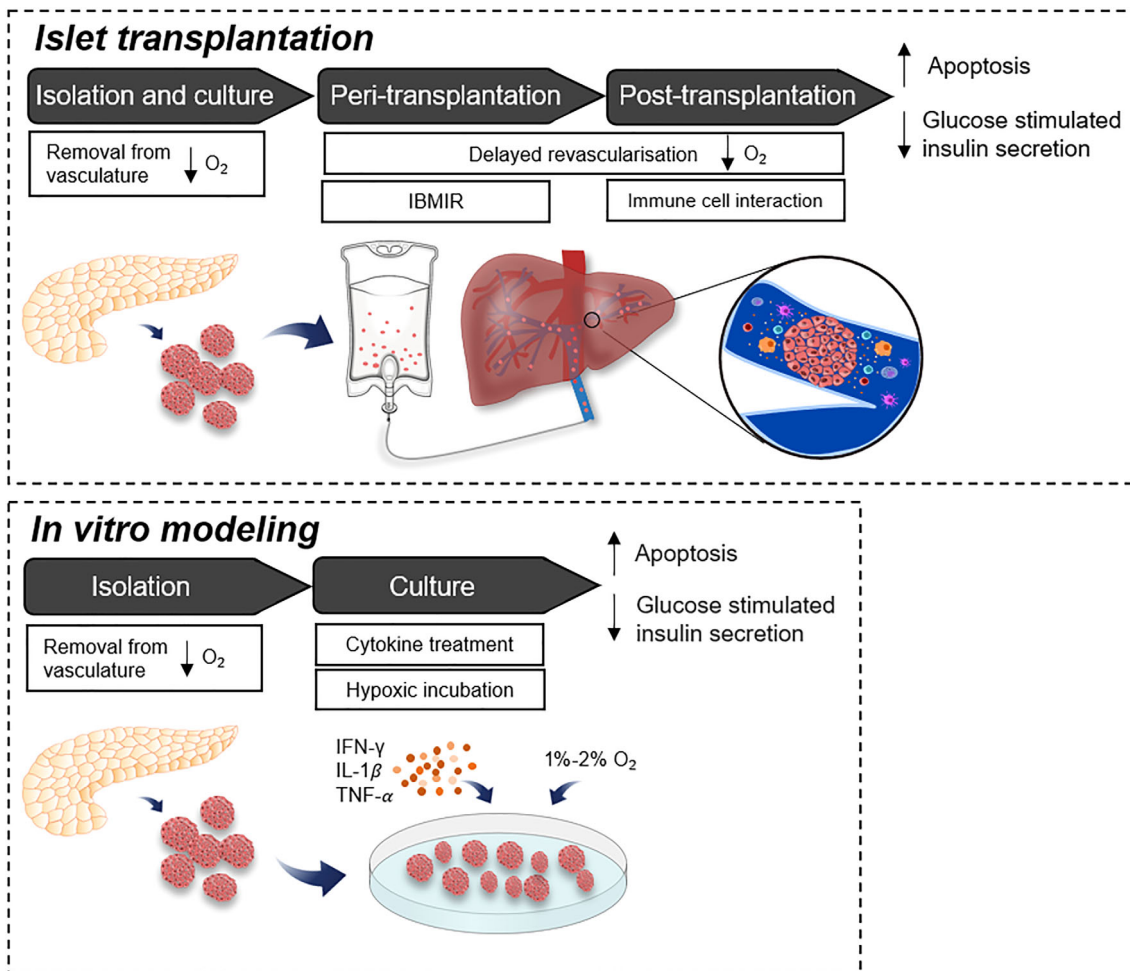 Islet transplantation
Isolation and culture
Peri-transplantation
Post-transplantation
Removal from
vasculature ↓ O₂
Delayed revascularisation ↓ O₂
IBMIR
Immune cell interaction
↑ Apoptosis
↓ Glucose stimulated
insulin secretion
In vitro modeling
Isolation
Culture
Removal from
vasculature ↓ O₂
Cytokine treatment
Hypoxic incubation
↑ Apoptosis
↓ Glucose stimulated
insulin secretion
IFN-γ
IL-1β
TNF-α
1%-2% O₂